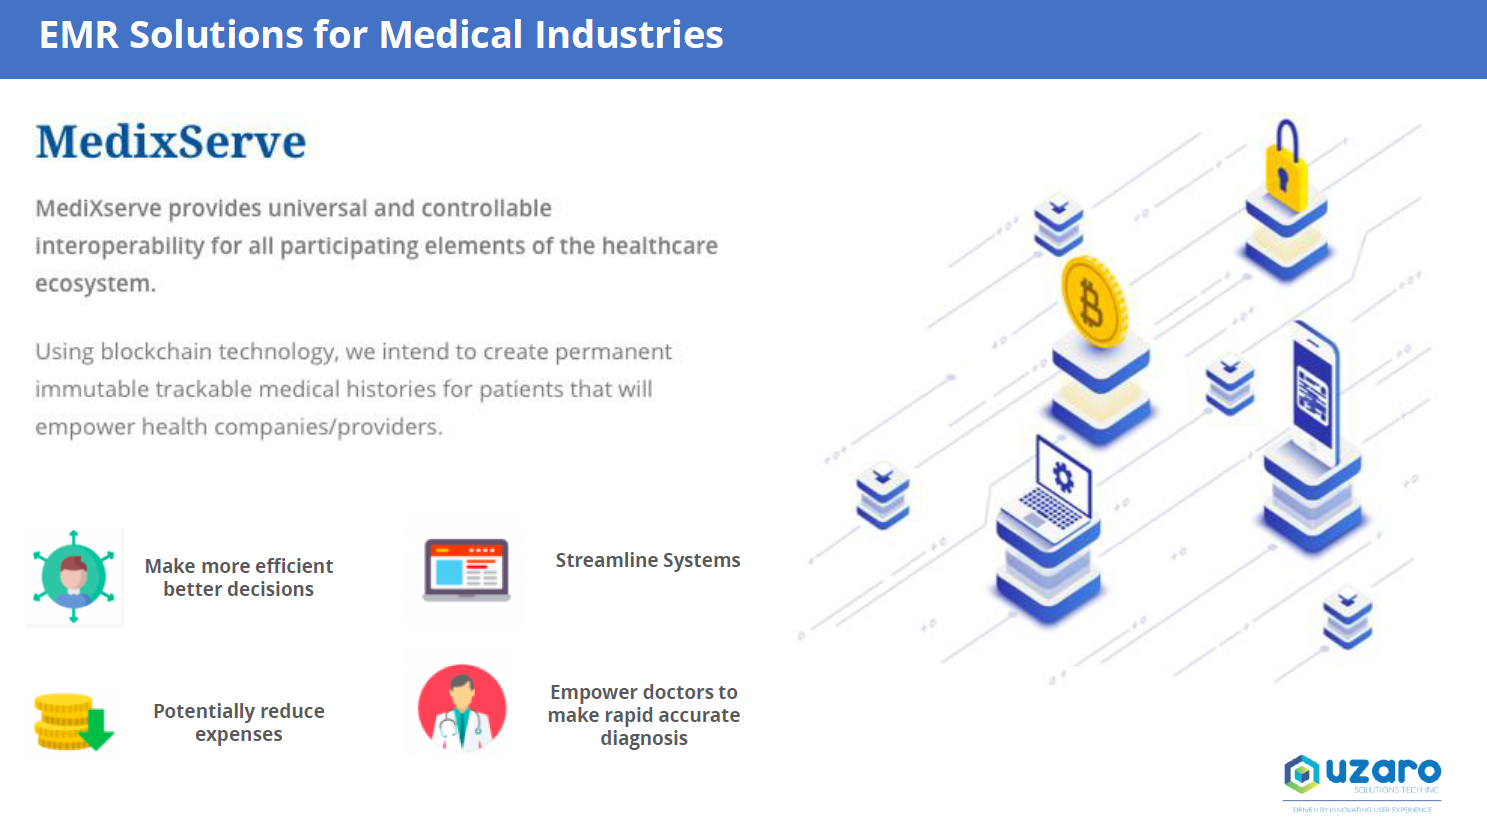 EMR Solutions for Medical Industries
MedixServe
MediXserve provides universal and controllable
interoperability for all participating elements of the healthcare
ecosystem.
Using blockchain technology, we intend to create permanent
immutable trackable medical histories for patients that will
empower health companies/providers.
Make more efficient
better decisions
Streamline Systems
Potentially reduce
expenses
Empower doctors to
make rapid accurate
diagnosis
uzaro
SOLUTIONS TECH INC
DRIVEN BY INNOVATING USER EXPERIENCE